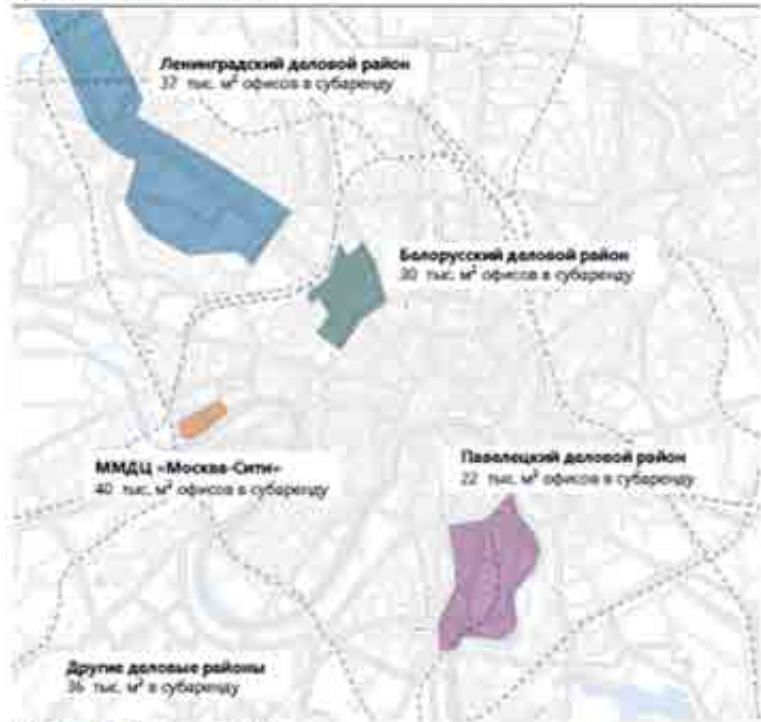 Ленинградский деловой район
37 тыс. м² офисов в субаренду
Белорусский деловой район
30 тыс. м² офисов в субаренду
ММДЦ «Москва-Сити»
40 тыс. м² офисов в субаренду
Павелецкий деловой район
22 тыс. м² офисов в субаренду
Другие деловые районы
36 тыс. м² в субаренду